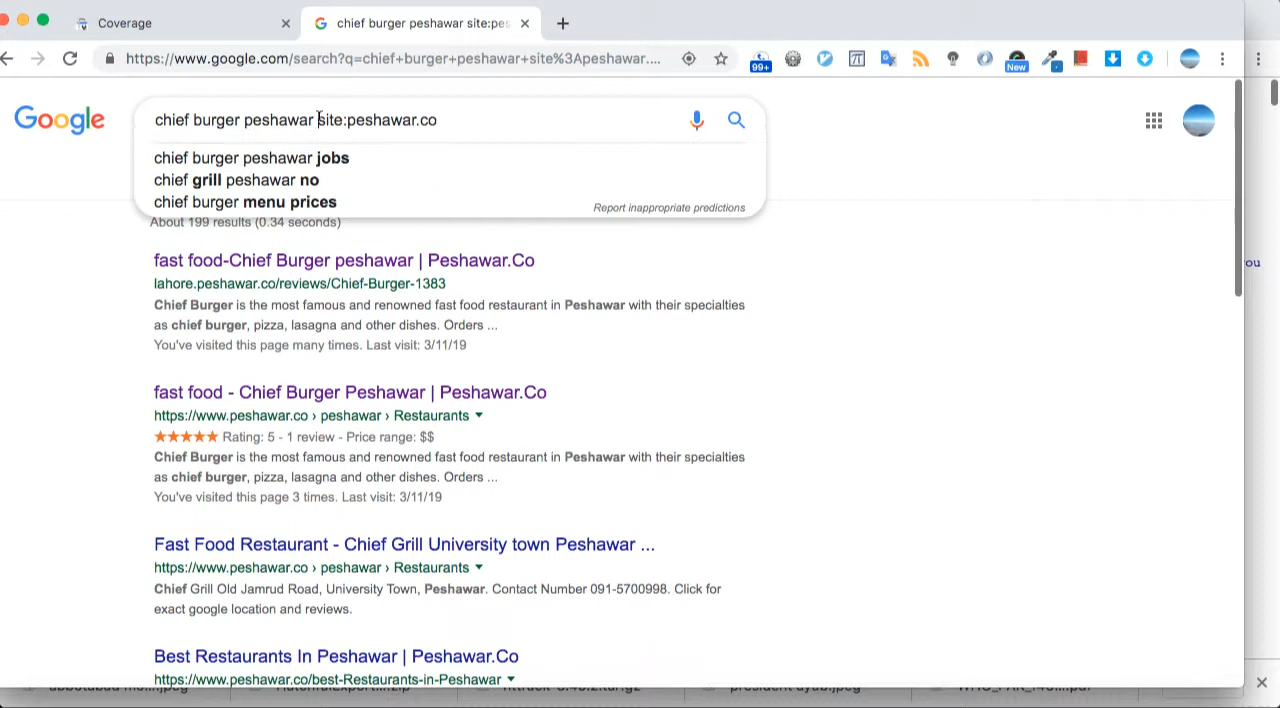 Coverage
chief burger peshawar site:pes
https://www.google.com/search?q=chief+burger+peshawar+site%3Apeshawar....
99+
New
Google
chief burger peshawar site:peshawar.co
chief burger peshawar jobs
chief grill peshawar no
chief burger menu prices
Report inappropriate predictions
About 199 results (0.34 seconds)
fast food-Chief Burger peshawar | Peshawar.Co
lahore.peshawar.co/reviews/Chief-Burger-1383
Chief Burger is the most famous and renowned fast food restaurant in Peshawar with their specialties
as chief burger, pizza, lasagna and other dishes. Orders ...
You've visited this page many times. Last visit: 3/11/19
fast food - Chief Burger Peshawar | Peshawar.Co
https://www.peshawar.co › peshawar › Restaurants
Rating: 5 - 1 review - Price range: $$
Chief Burger is the most famous and renowned fast food restaurant in Peshawar with their specialties
as chief burger, pizza, lasagna and other dishes. Orders ...
You've visited this page 3 times. Last visit: 3/11/19
Fast Food Restaurant - Chief Grill University town Peshawar ...
https://www.peshawar.co › peshawar › Restaurants
Chief Grill Old Jamrud Road, University Town, Peshawar. Contact Number 091-5700998. Click for
exact google location and reviews.
Best Restaurants In Peshawar | Peshawar.Co
https://www.peshawar.co/best-Restaurants-in-Peshawar
ou